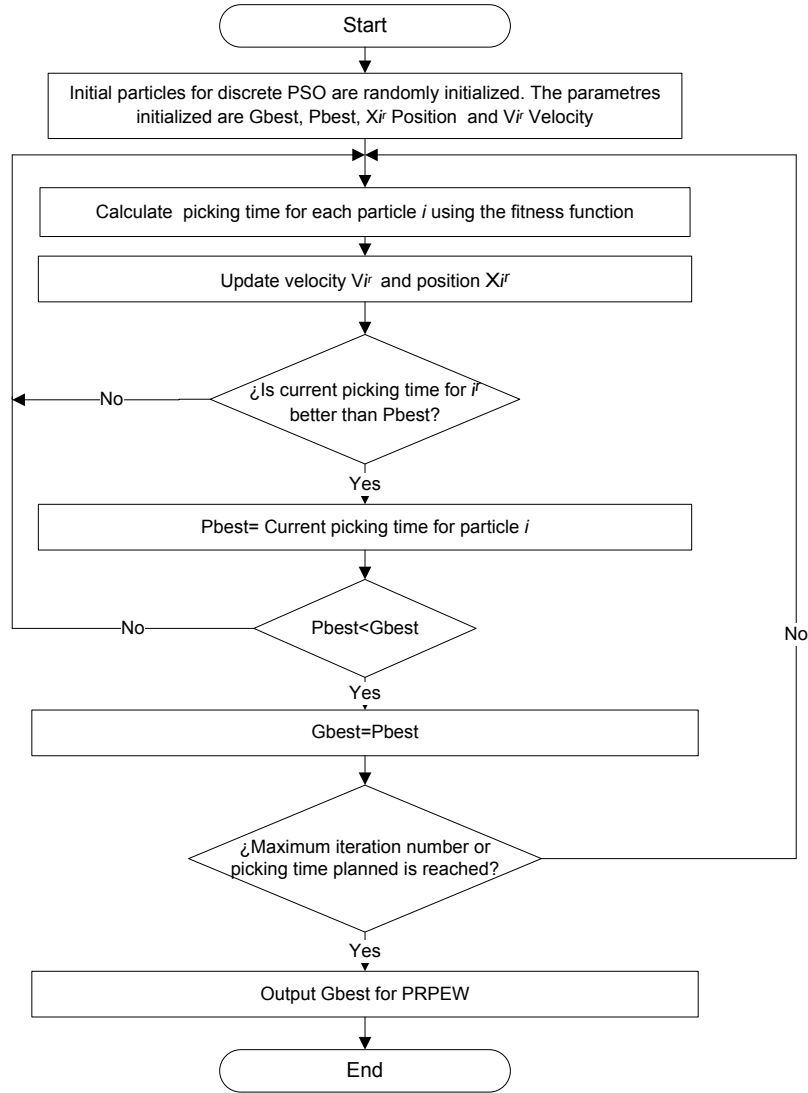 Start
Initial particles for discrete PSO are randomly initialized. The parametres
initialized are Gbest, Pbest, Xiʳ Position and Viʳ Velocity
Calculate picking time for each particle i using the fitness function
Update velocity Viʳ and position Xiʳ
¿Is current picking time for iʳ
better than Pbest?
No
Yes
Pbest= Current picking time for particle i
Pbest<Gbest
No
No
Yes
Gbest=Pbest
¿Maximum iteration number or
picking time planned is reached?
Yes
Output Gbest for PRPEW
End